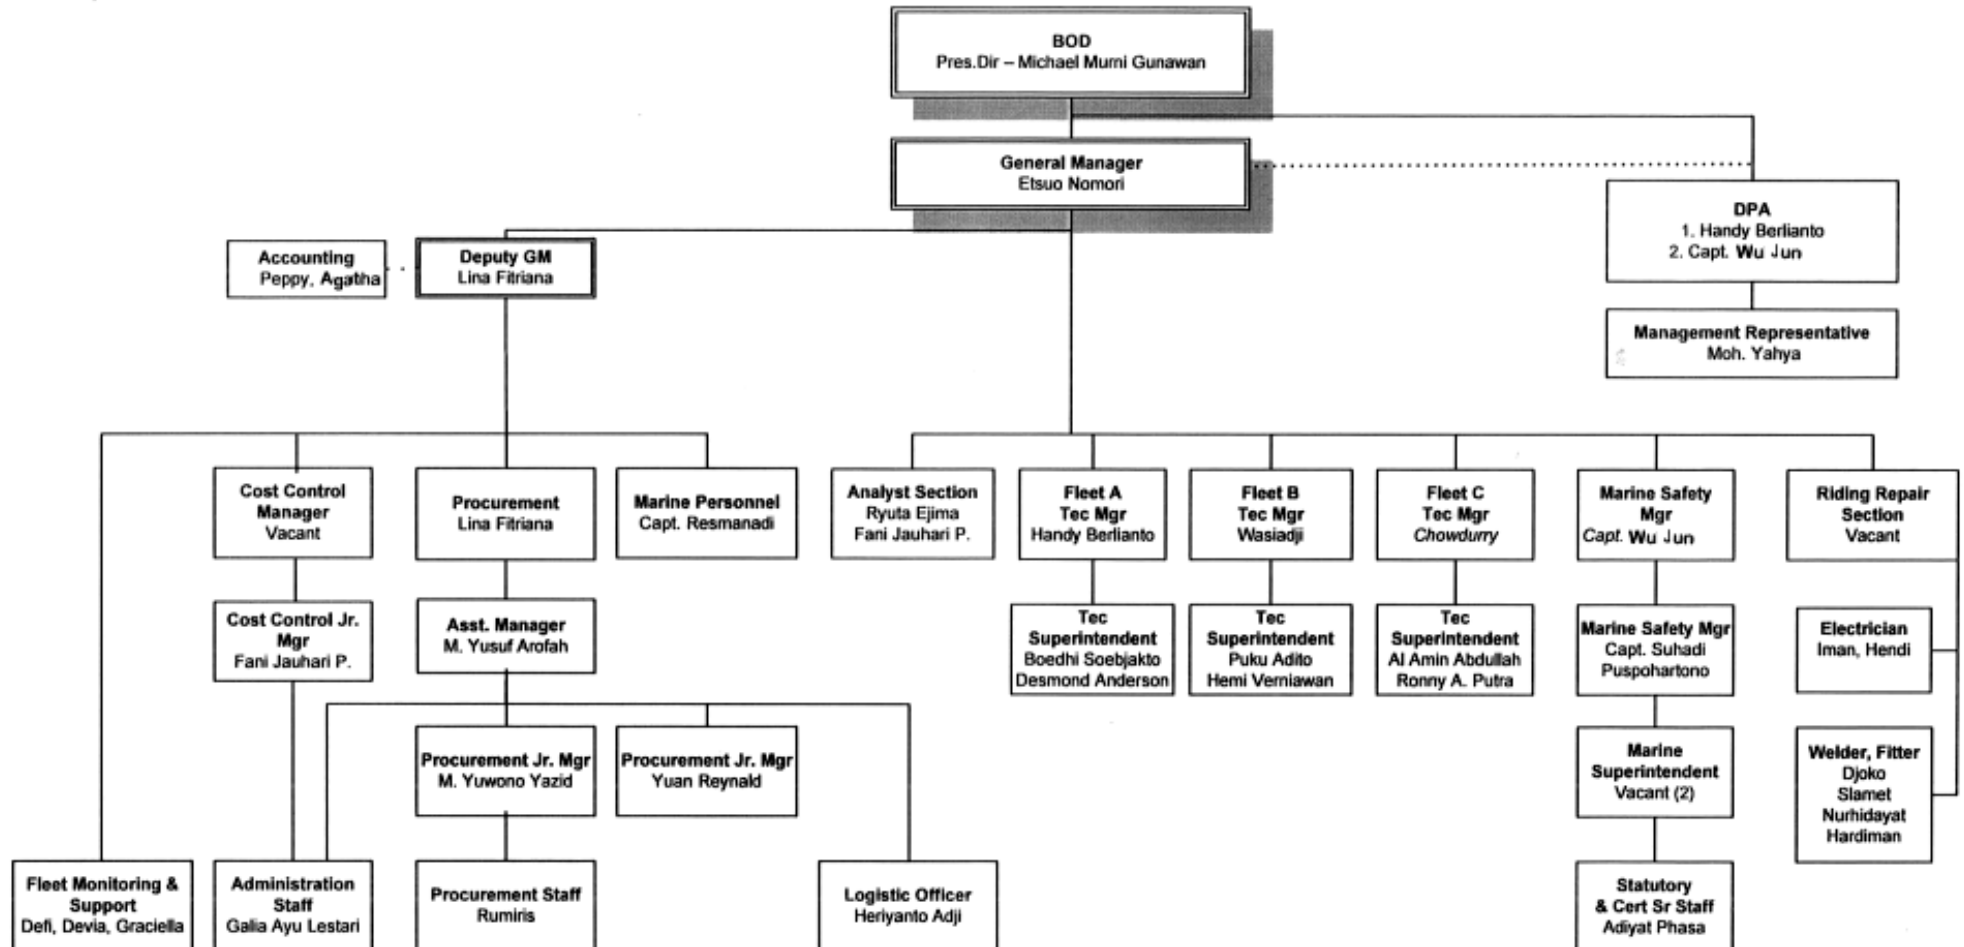 BOD
Pres.Dir – Michael Murni Gunawan
General Manager
Etsuo Nomori
DPA
1. Handy Berlianto
2. Capt. Wu Jun
Accounting
Peppy, Agatha
Deputy GM
Lina Fitriana
Management Representative
Moh. Yahya
Cost Control
Manager
Vacant
Procurement
Lina Fitriana
Marine Personnel
Capt. Resmanadi
Analyst Section
Ryuta Ejima
Fani Jauhari P.
Fleet A
Tec Mgr
Handy Berlianto
Fleet B
Tec Mgr
Wasiadji
Fleet C
Tec Mgr
Chowdurry
Marine Safety
Mgr
Capt. Wu Jun
Riding Repair
Section
Vacant
Cost Control Jr.
Mgr
Fani Jauhari P.
Asst. Manager
M. Yusuf Arofah
Tec
Superintendent
Boedhi Soebjakto
Desmond Anderson
Tec
Superintendent
Puku Adito
Hemi Verniawan
Tec
Superintendent
Al Amin Abdullah
Ronny A. Putra
Marine Safety Mgr
Capt. Suhadi
Puspohartono
Electrician
Iman, Hendi
Procurement Jr. Mgr
M. Yuwono Yazid
Procurement Jr. Mgr
Yuan Reynald
Marine
Superintendent
Vacant (2)
Welder, Fitter
Djoko
Slamet
Nurhidayat
Hardiman
Fleet Monitoring &
Support
Defi, Devia, Graciella
Administration
Staff
Galia Ayu Lestari
Procurement Staff
Rumiris
Logistic Officer
Heriyanto Adji
Statutory
& Cert Sr Staff
Adiyat Phasa